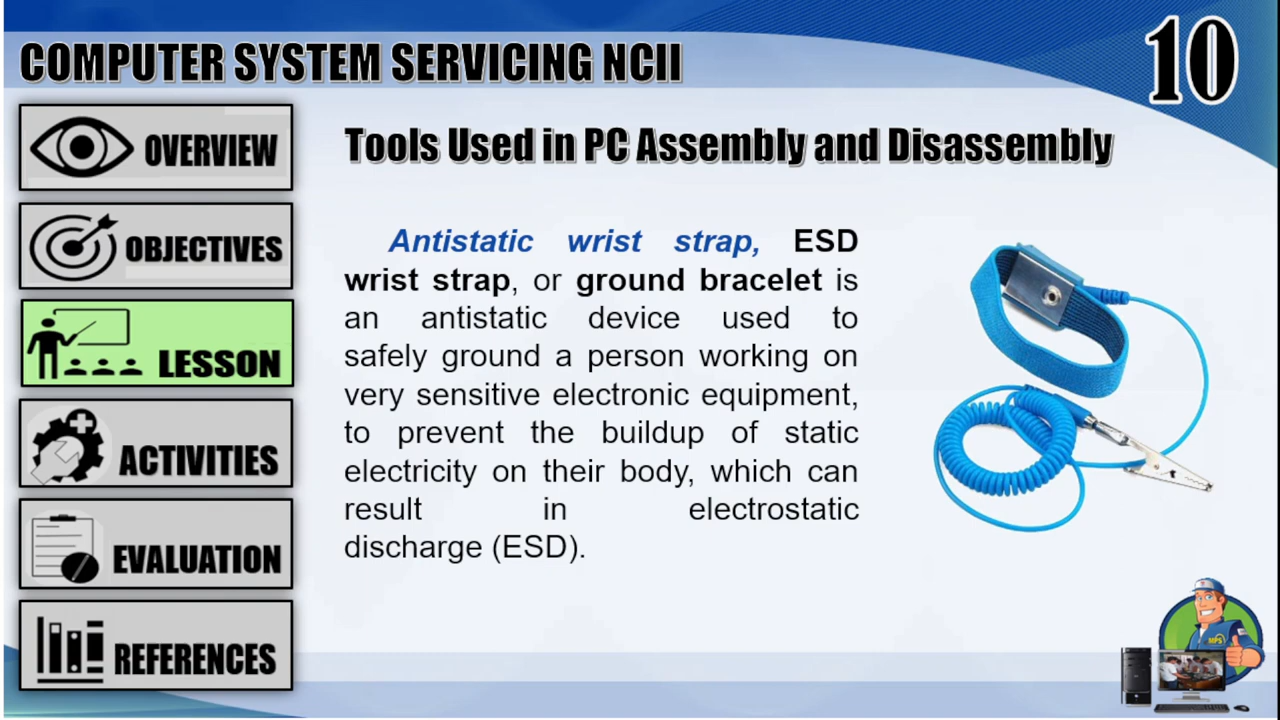 COMPUTER SYSTEM SERVICING NCII
10
OVERVIEW
OBJECTIVES
LESSON
ACTIVITIES
EVALUATION
REFERENCES
Tools Used in PC Assembly and Disassembly
Antistatic wrist strap, ESD
wrist strap, or ground bracelet is
an antistatic device used to
safely ground a person working on
very sensitive electronic equipment,
to prevent the buildup of static
electricity on their body, which can
result in electrostatic
discharge (ESD).
MPS